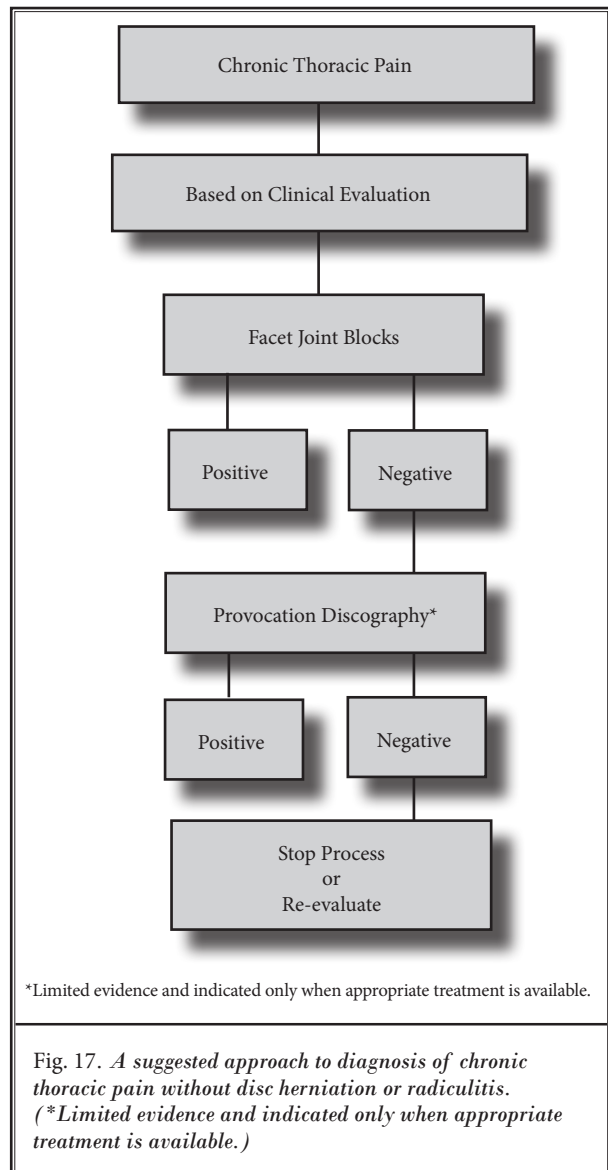 Chronic Thoracic Pain
Based on Clinical Evaluation
Facet Joint Blocks
Positive
Negative
Provocation Discography*
Positive
Negative
Stop Process
or
Re-evaluate
*Limited evidence and indicated only when appropriate treatment is available.
Fig. 17. A suggested approach to diagnosis of chronic
thoracic pain without disc herniation or radiculitis.
(*Limited evidence and indicated only when appropriate
treatment is available.)